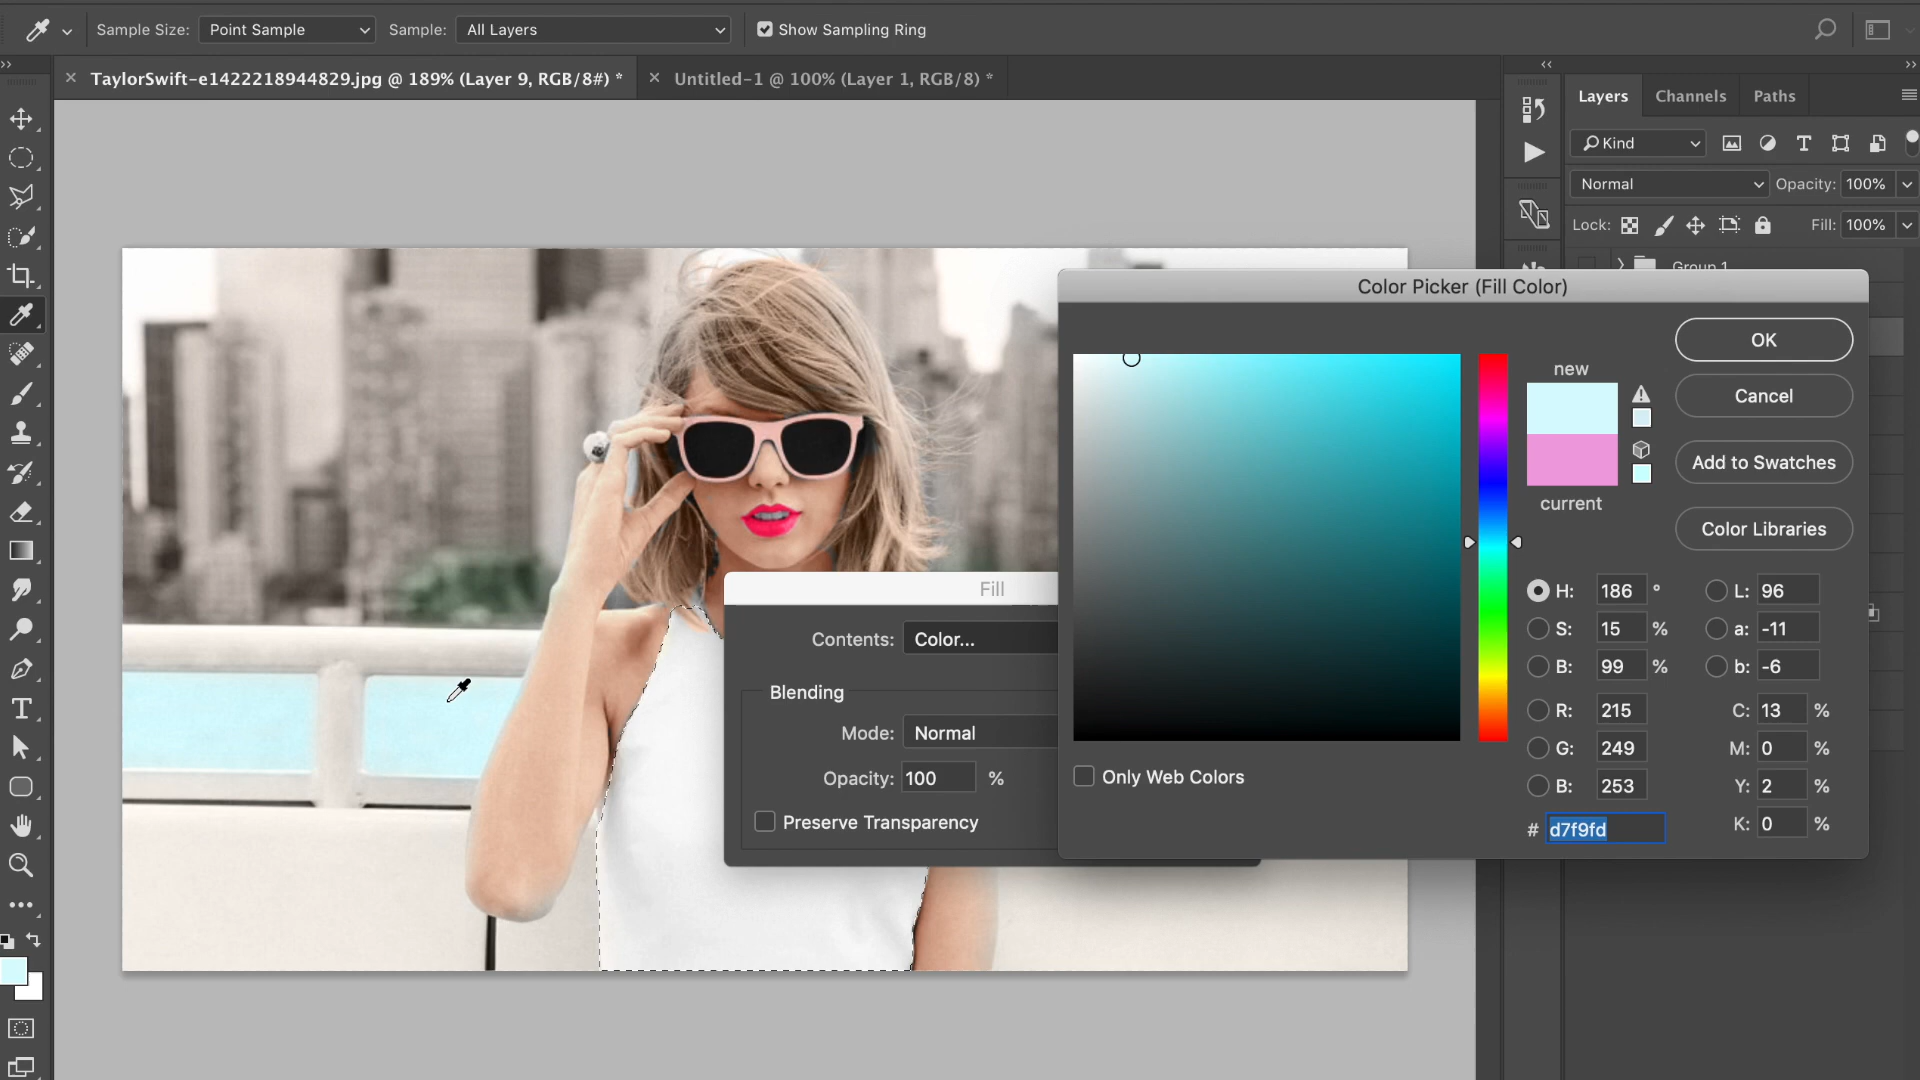 Sample Size: Point Sample Sample: All Layers Show Sampling Ring
TaylorSwift-e1422218944829.jpg @ 189% (Layer 9, RGB/8#) * Untitled-1 @ 100% (Layer 1, RGB/8) *
Layers Channels Paths
Kind
Normal Opacity: 100%
Lock: Fill: 100%
Group 1
Color Picker (Fill Color)
new
current
OK
Cancel
Add to Swatches
Color Libraries
H: 186 ° L: 96
S: 15 % a: -11
B: 99 % b: -6
R: 215 C: 13 %
G: 249 M: 0 %
B: 253 Y: 2 %
# d7f9fd K: 0 %
Only Web Colors
Fill
Contents: Color...
Blending
Mode: Normal
Opacity: 100 %
Preserve Transparency